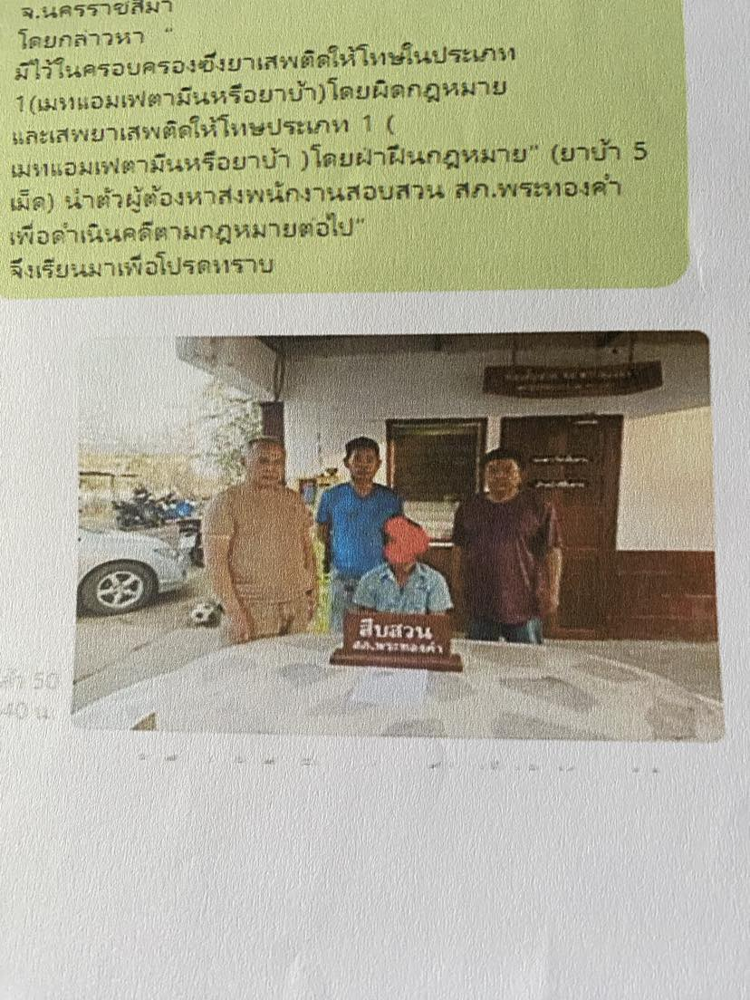 จ.นครราชสีมา
โดยกล่าวหา "
มีไว้ในครอบครองซึ่งยาเสพติดให้โทษในประเภท
1(เมทแอมเฟตามีนหรือยาบ้า)โดยผิดกฎหมาย
และเสพยาเสพติดให้โทษประเภท 1 (
เมทแอมเฟตามีนหรือยาบ้า )โดยฝ่าฝืนกฎหมาย" (ยาบ้า 5
เม็ด) นำตัวผู้ต้องหาส่งพนักงานสอบสวน สภ.พระทองคำ
เพื่อดำเนินคดีตามกฎหมายต่อไป"
จึงเรียนมาเพื่อโปรดทราบ
สืบสวน
สภ.พระทองคำ
50
40 น.